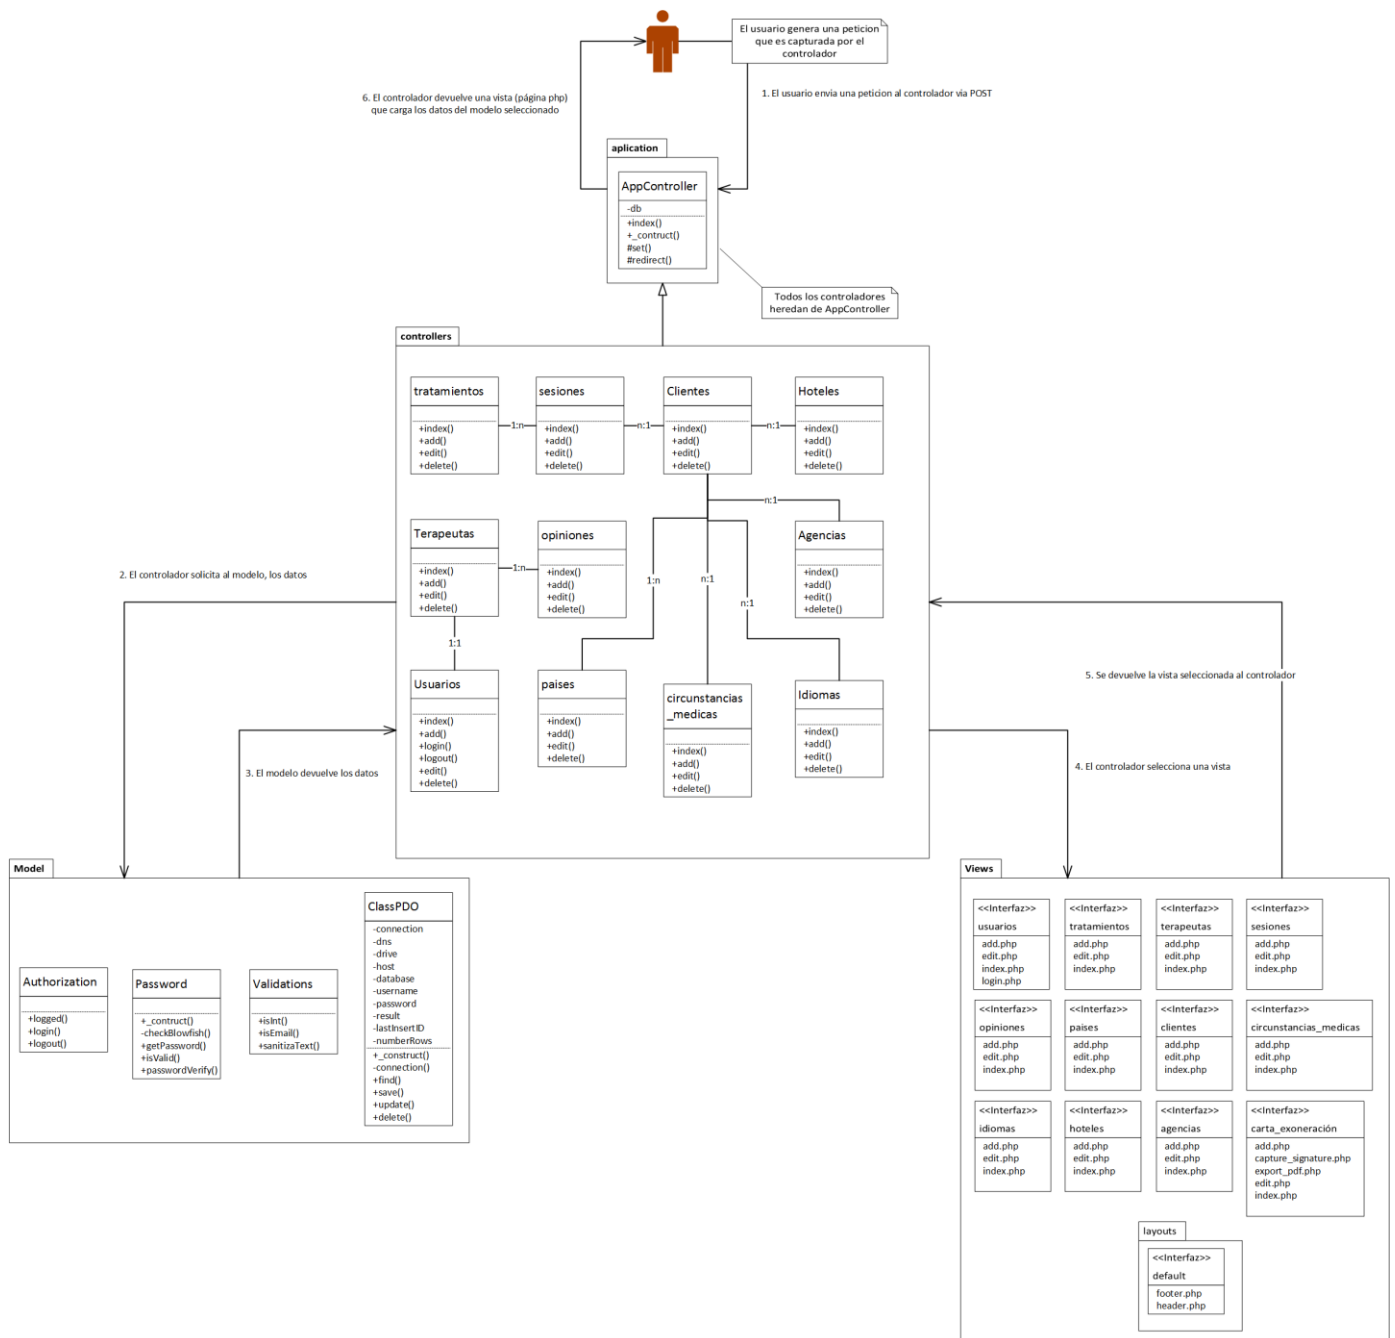 El usuario genera una peticion
que es capturada por el
controlador
6. El controlador devuelve una vista (página php)
que carga los datos del modelo seleccionado
1. El usuario envia una peticion al controlador via POST
aplication
AppController
-db
+index()
+_contruct()
#set()
#redirect()
Todos los controladores
heredan de AppController
controllers
tratamientos
+index()
+add()
+edit()
+delete()
1:n
sesiones
+index()
+add()
+edit()
+delete()
n:1
Clientes
+index()
+add()
+edit()
+delete()
n:1
Hoteles
+index()
+add()
+edit()
+delete()
n:1
Terapeutas
+index()
+add()
+edit()
+delete()
1:n
opiniones
+index()
+add()
+edit()
+delete()
1:n
n:1
n:1
Agencias
+index()
+add()
+edit()
+delete()
1:1
Usuarios
+index()
+add()
+login()
+logout()
+edit()
+delete()
paises
+index()
+add()
+edit()
+delete()
circunstancias
_medicas
+index()
+add()
+edit()
+delete()
Idiomas
+index()
+add()
+edit()
+delete()
2. El controlador solicita al modelo, los datos
3. El modelo devuelve los datos
5. Se devuelve la vista seleccionada al controlador
4. El controlador selecciona una vista
Model
Authorization
+logged()
+login()
+logout()
Password
+_contruct()
-checkBlowfish()
+getPassword()
+isValid()
+passwordVerify()
Validations
+isInt()
+isEmail()
+sanitizaText()
ClassPDO
-connection
-dns
-drive
-host
-database
-username
-password
-result
-lastInsertID
-numberRows
+_construct()
-connection()
+find()
+save()
+update()
+delete()
Views
<<Interfaz>>
usuarios
add.php
edit.php
index.php
login.php
<<Interfaz>>
tratamientos
add.php
edit.php
index.php
<<Interfaz>>
terapeutas
add.php
edit.php
index.php
<<Interfaz>>
sesiones
add.php
edit.php
index.php
<<Interfaz>>
opiniones
add.php
edit.php
index.php
<<Interfaz>>
paises
add.php
edit.php
index.php
<<Interfaz>>
clientes
add.php
edit.php
index.php
<<Interfaz>>
circunstancias_medicas
add.php
edit.php
index.php
<<Interfaz>>
idiomas
add.php
edit.php
index.php
<<Interfaz>>
hoteles
add.php
edit.php
index.php
<<Interfaz>>
agencias
add.php
edit.php
index.php
<<Interfaz>>
carta_exoneración
add.php
capture_signature.php
export_pdf.php
edit.php
index.php
layouts
<<Interfaz>>
default
footer.php
header.php